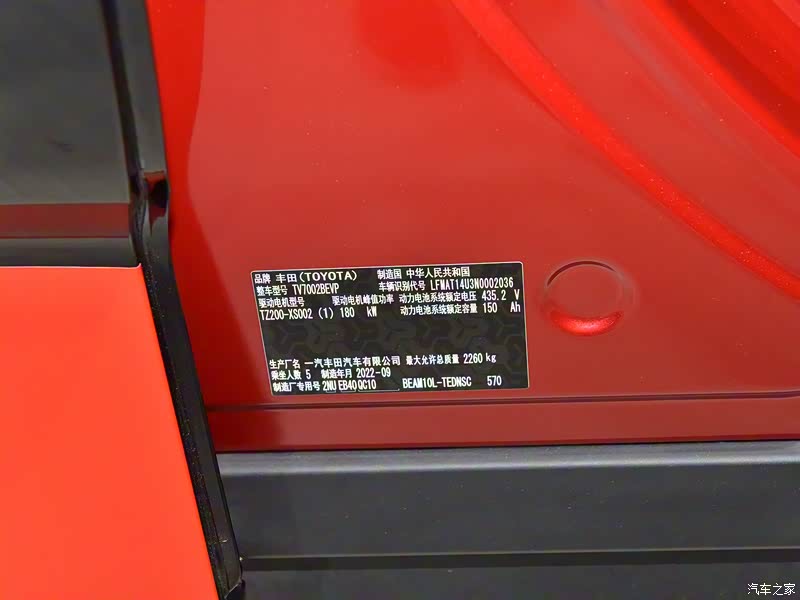 品牌 丰田(TOYOTA) 制造国 中华人民共和国
整车型号 TV7002BEVP 车辆识别代号 LFMAT14U3N0002036
驱动电机型号 驱动电机峰值功率 动力电池系统额定电压 435.2 V
TZ200-XS002 (1) 180 kW 动力电池系统额定容量 150 Ah
生产厂名 一汽丰田汽车有限公司 最大允许总质量 2260 kg
乘坐人数 5 制造年月 2022-09
制造厂专用号 2NU EB40 QC10 BEAM10L-TEDNSC 570
汽车之家